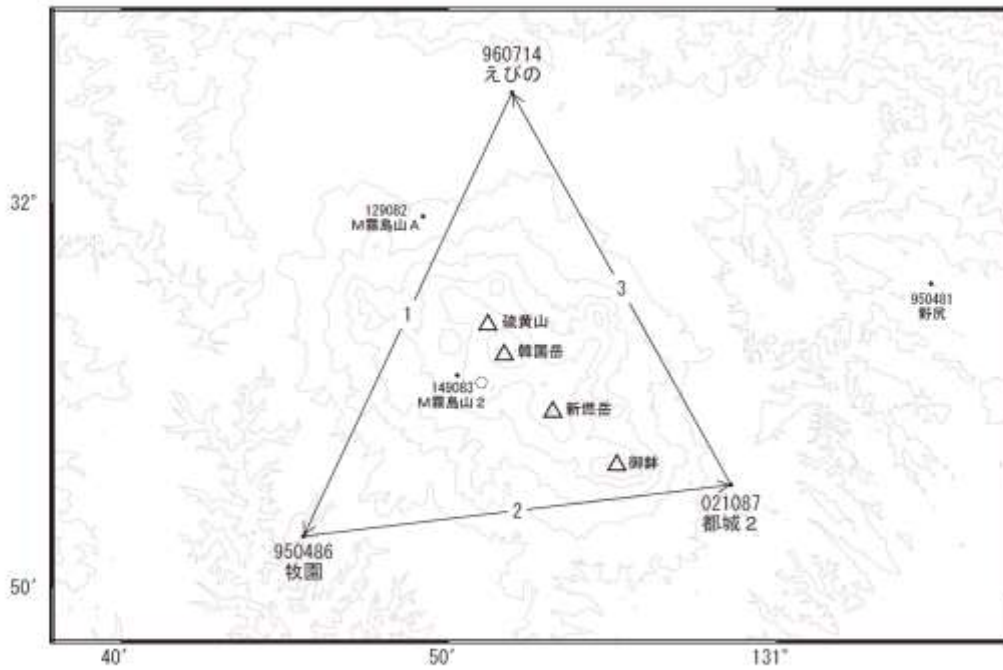 960714
えびの
32°
129082
M霧島山A
3
950481
野尻
1
硫黄山
韓国岳
149083
M霧島山2
新燃岳
御鉢
2
021087
都城2
950486
牧園
50′
40′
50′
131°